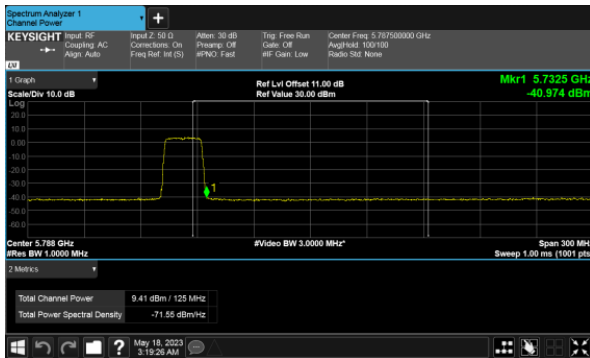 Spectrum Analyzer 1
Channel Power
+
KEYSIGHT Input: RF Input Z: 50 Ω Atten: 30 dB Trig: Free Run Center Freq: 5.787500000 GHz
Coupling: AC Corrections: On Preamp: Off Gate: Off Avg|Hold: 100/100
Align: Auto Freq Ref: Int (S) #PNO: Fast #IF Gain: Low Radio Std: None
LXI
1 Graph Ref Lvl Offset 11.00 dB Mkr1 5.7325 GHz
Scale/Div 10.0 dB Ref Value 30.00 dBm -40.974 dBm
Log
20.0
10.0
0.00
-10.0
-20.0
-30.0
-40.0
-50.0
-60.0
1
Center 5.788 GHz #Video BW 3.0000 MHz* Span 300 MHz
#Res BW 1.0000 MHz Sweep 1.00 ms (1001 pts)
2 Metrics
Total Channel Power 9.41 dBm / 125 MHz
Total Power Spectral Density -71.55 dBm/Hz
? May 18, 2023
3:19:26 AM